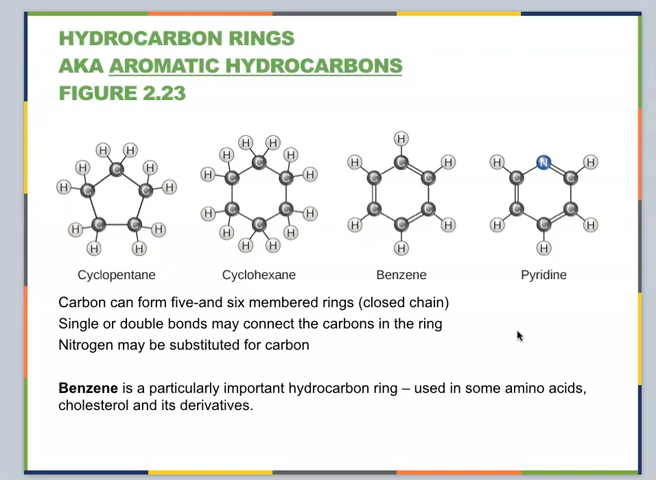 HYDROCARBON RINGS
AKA AROMATIC HYDROCARBONS
FIGURE 2.23
H H H H H C C C H H C C H H
H H H H C H H C C H H C C H H C H H H H
H H C H C C C C H C H H
H N H C C C C H C H H
Cyclopentane
Cyclohexane
Benzene
Pyridine
Carbon can form five-and six membered rings (closed chain)
Single or double bonds may connect the carbons in the ring
Nitrogen may be substituted for carbon
Benzene is a particularly important hydrocarbon ring – used in some amino acids,
cholesterol and its derivatives.